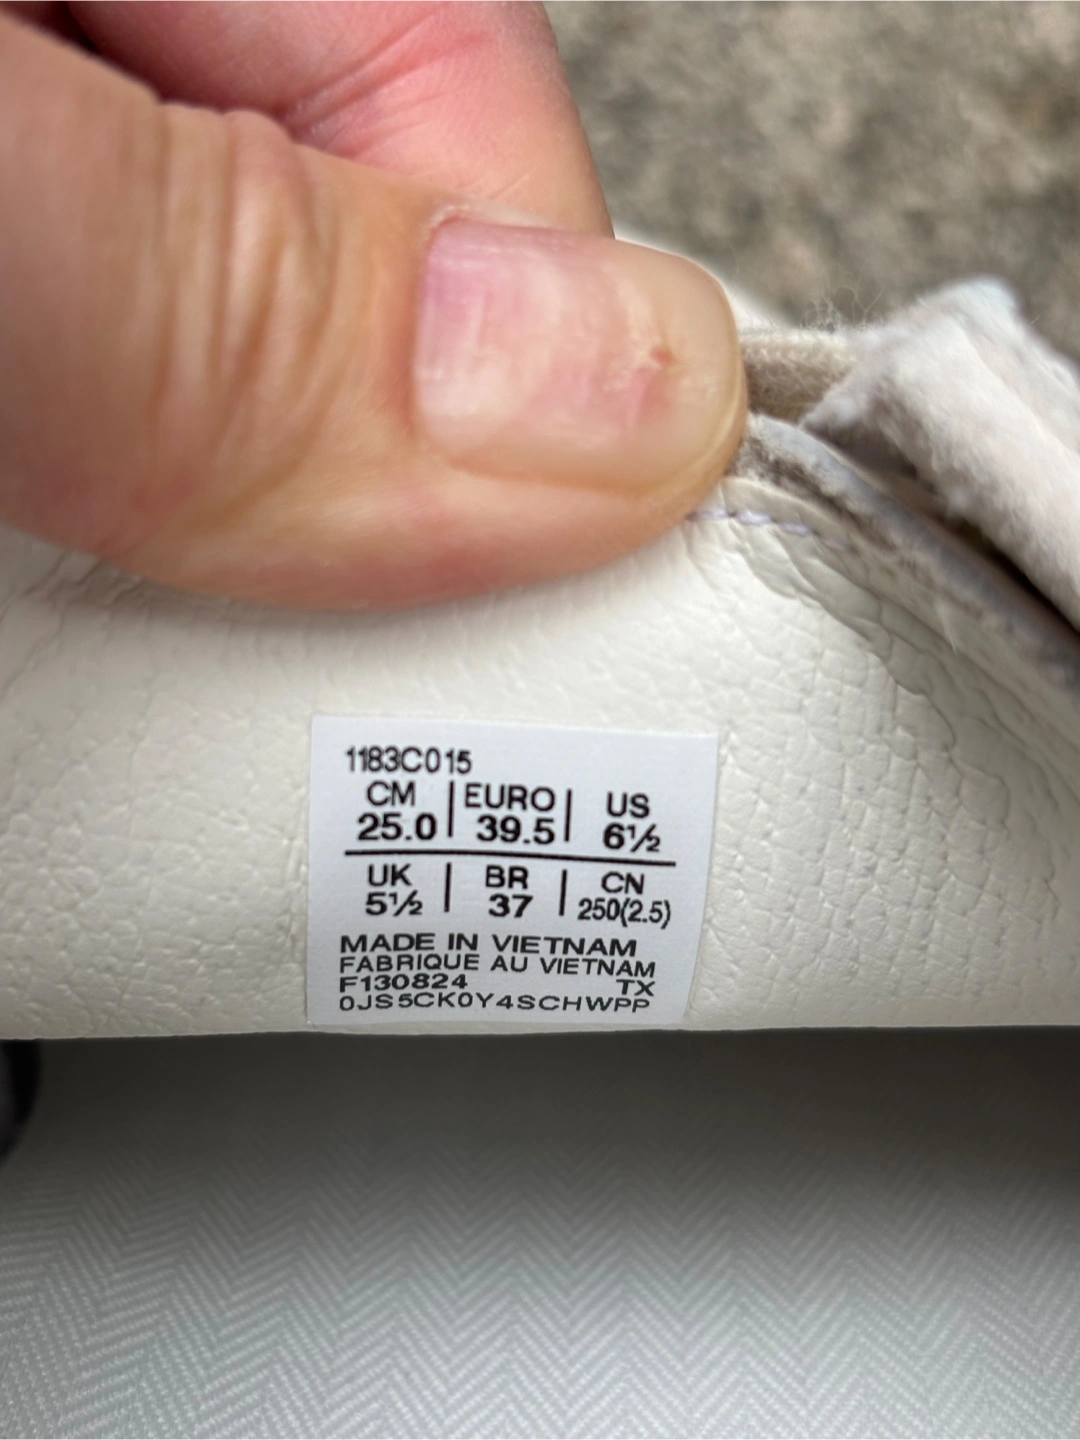 1183C015
CM | EURO | US
25.0 | 39.5 | 6½
UK | BR | CN
5½ | 37 | 250(2.5)
MADE IN VIETNAM
FABRIQUE AU VIETNAM
F130824 TX
0JS5CK0Y4SCHWPP